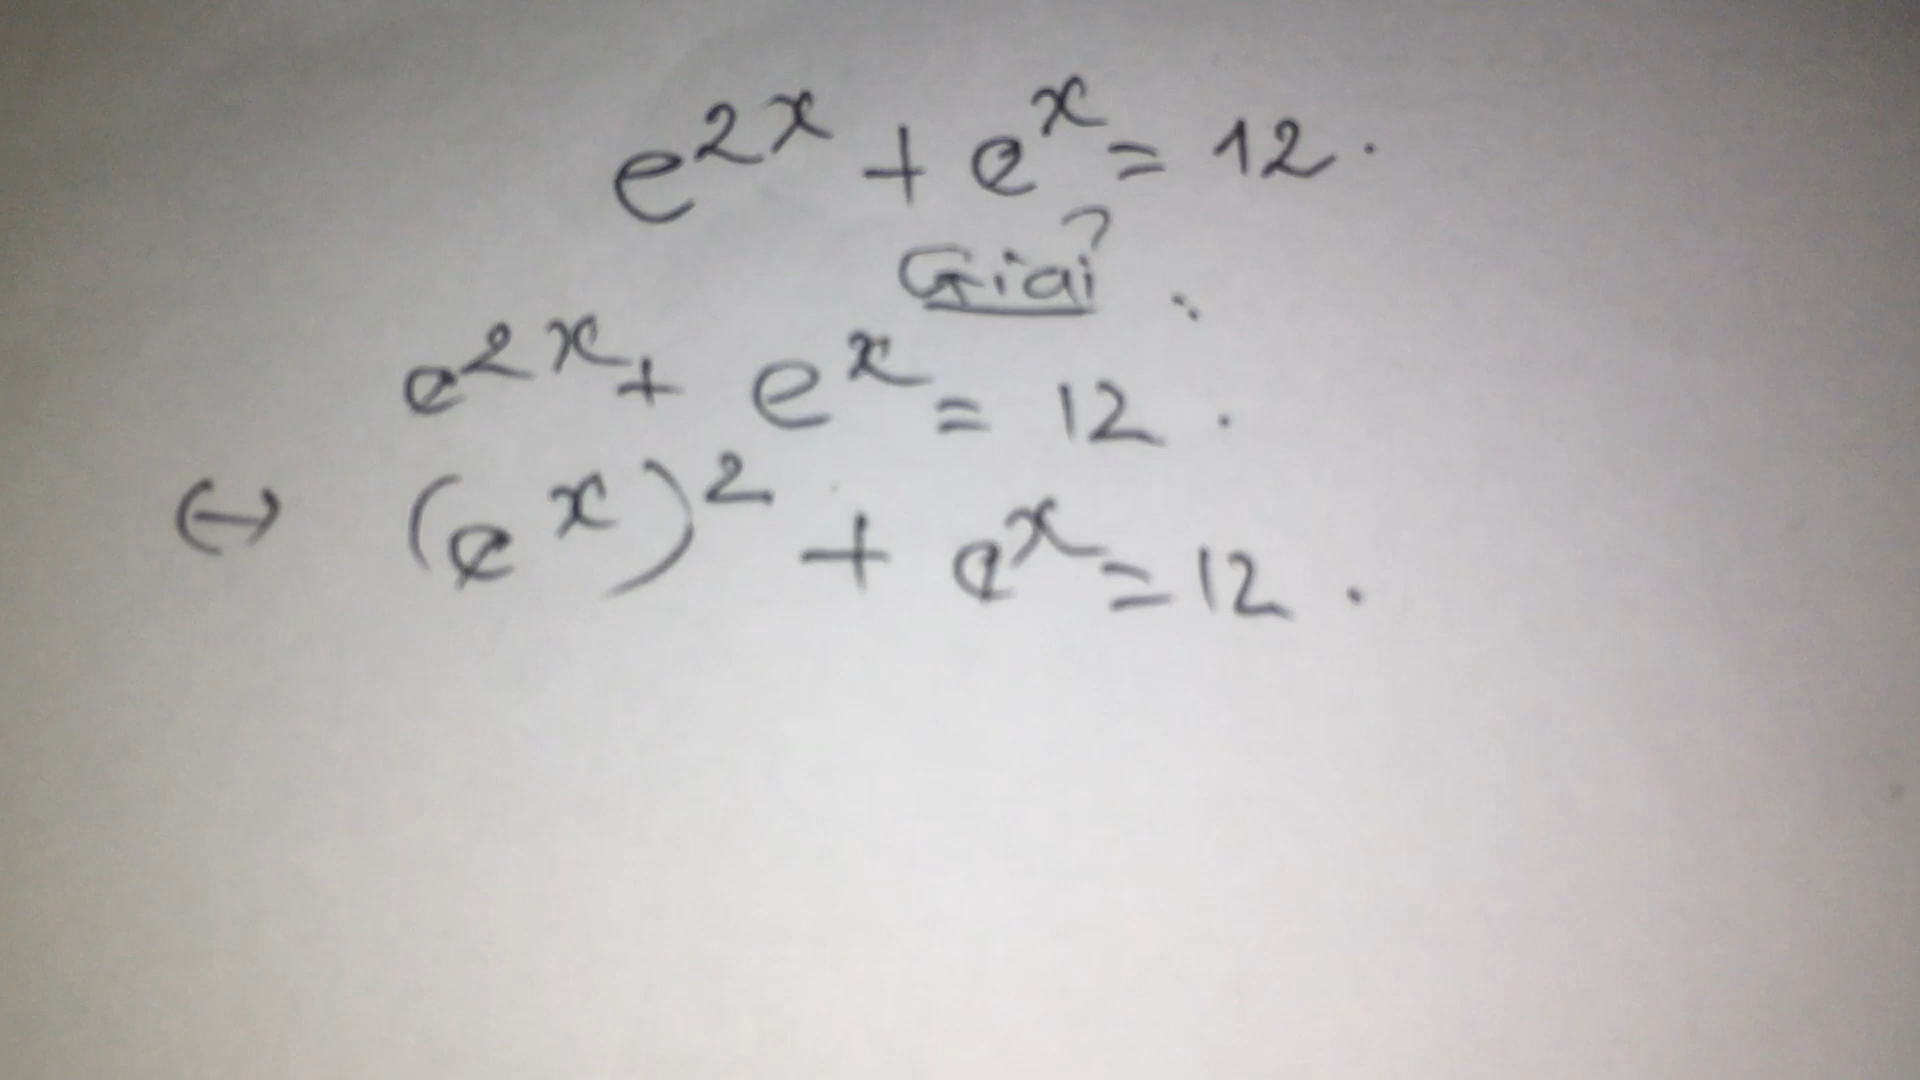 e^{2x} + e^x = 12.
Giải.
e^{2x} + e^x = 12.
↔ (e^x)^2 + e^x = 12.